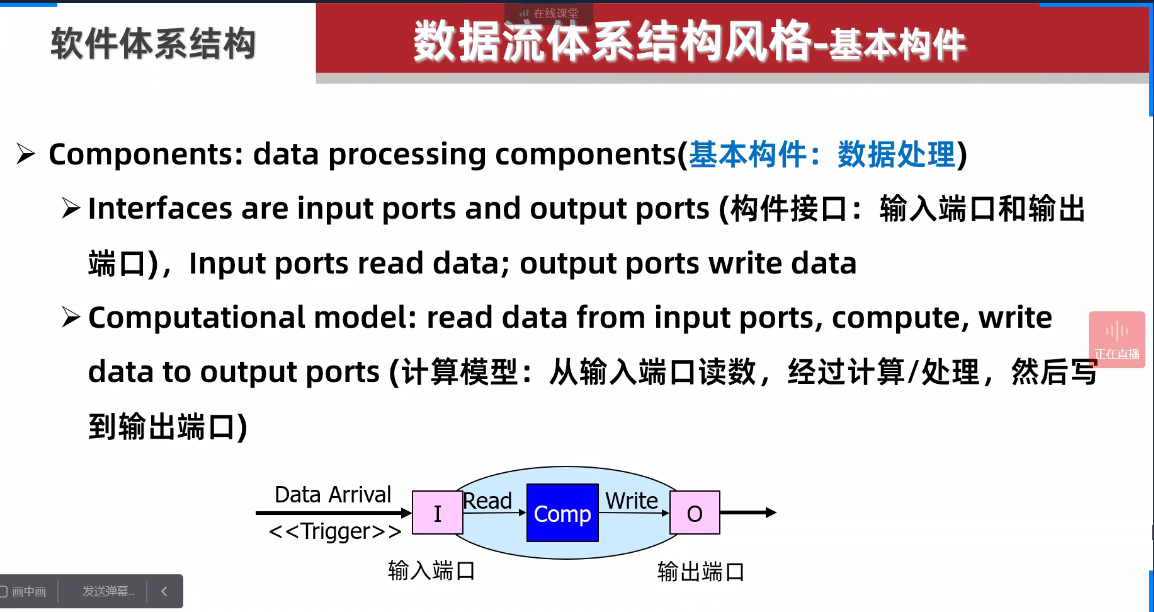 在线课堂
软件体系结构
数据流体系结构风格-基本构件
Components: data processing components(基本构件：数据处理)
Interfaces are input ports and output ports (构件接口：输入端口和输出
端口)，Input ports read data; output ports write data
Computational model: read data from input ports, compute, write
data to output ports (计算模型：从输入端口读数，经过计算/处理，然后写
到输出端口)
正在直播
Data Arrival
<<Trigger>>
I
Read
Comp
Write
O
输入端口
输出端口
画中画
发送弹幕..